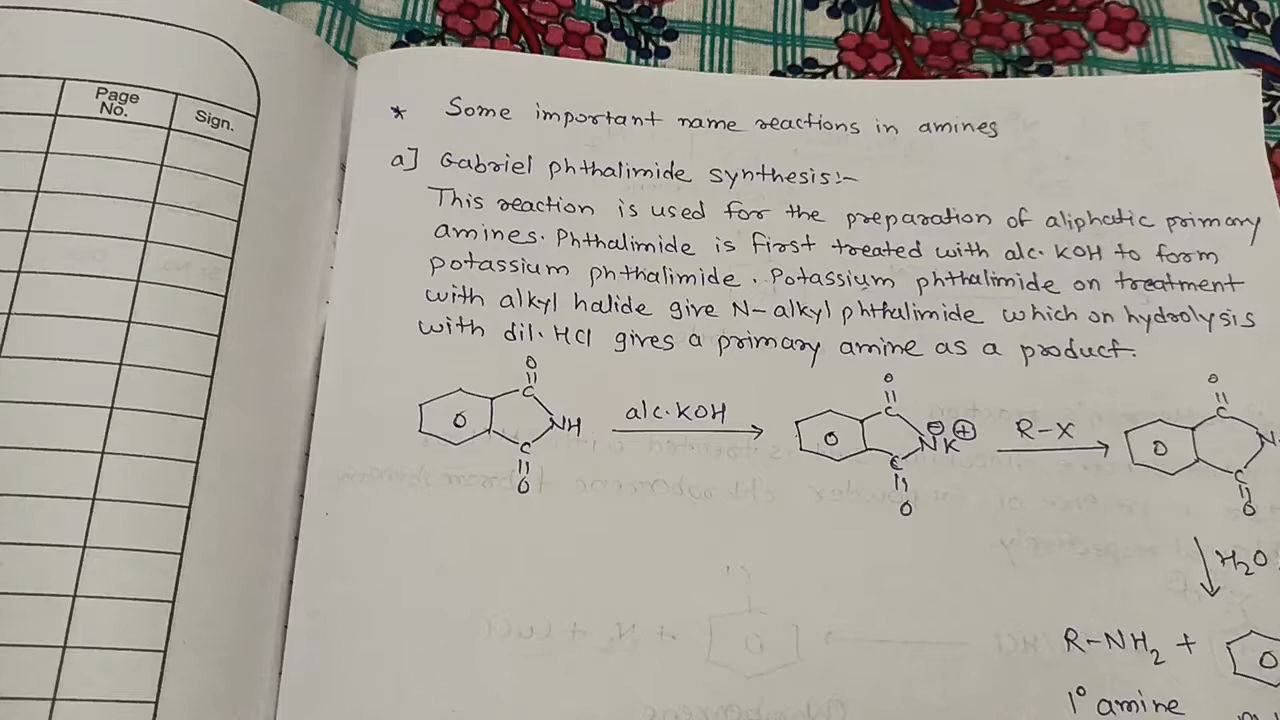 Page
No.
Sign.
* Some important name reactions in amines
a] Gabriel phthalimide synthesis:-
This reaction is used for the preparation of aliphatic primary
amines. Phthalimide is first treated with alc. KOH to form
potassium phthalimide. Potassium phthalimide on treatment
with alkyl halide give N-alkyl phthalimide which on hydrolysis
with dil. HCl gives a primary amine as a product.
O
O
O
C
C
C
O NH alc. KOH O N⊖K⊕ R-X O N
C
C
C
O
O
O
H2O
R-NH2 + O
1° amine